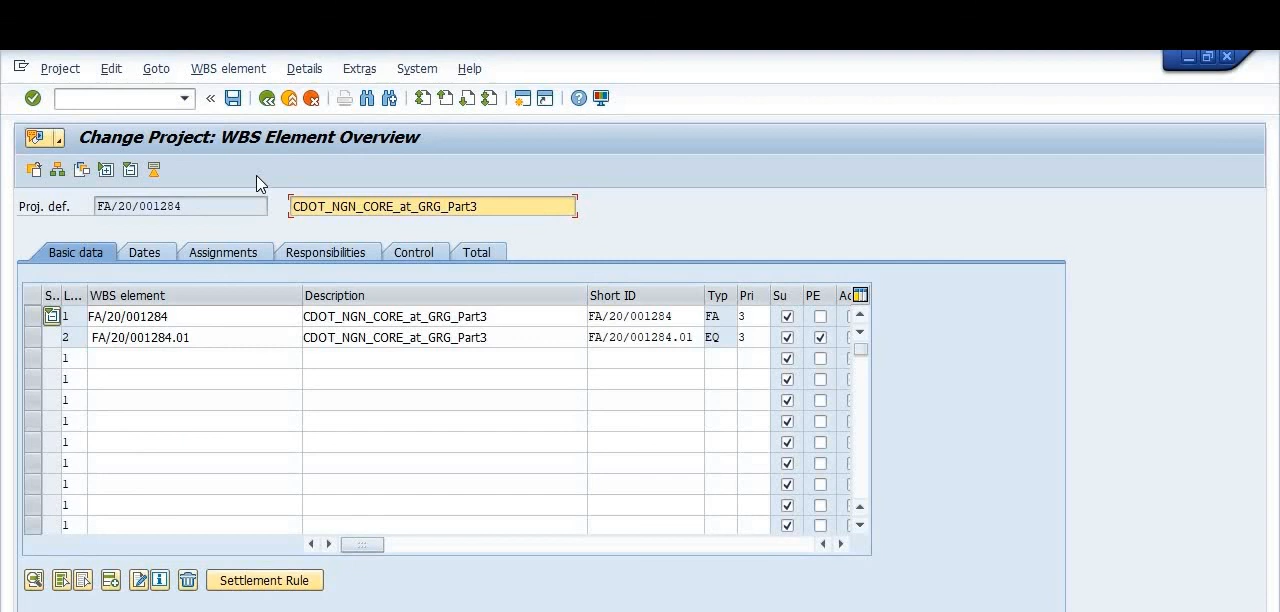 Project Edit Goto WBS element Details Extras System Help
Change Project: WBS Element Overview
Proj. def. FA/20/001284 CDOT_NGN_CORE_at_GRG_Part3
Basic data Dates Assignments Responsibilities Control Total
S.. L... WBS element Description Short ID Typ Pri Su PE Ac
1 FA/20/001284 CDOT_NGN_CORE_at_GRG_Part3 FA/20/001284 FA 3
2 FA/20/001284.01 CDOT_NGN_CORE_at_GRG_Part3 FA/20/001284.01 EQ 3
1
1
1
1
1
1
1
1
1
Settlement Rule